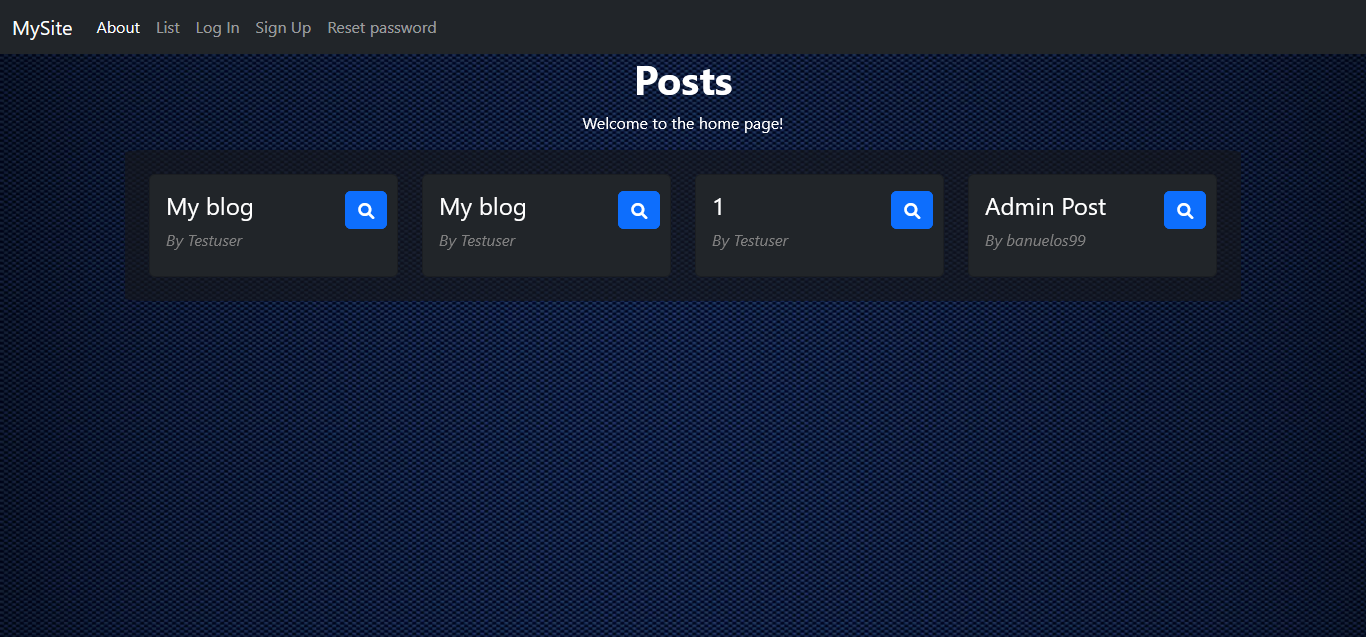 MySite About List Log In Sign Up Reset password
Posts
Welcome to the home page!
My blog
By Testuser
My blog
By Testuser
1
By Testuser
Admin Post
By banuelos99